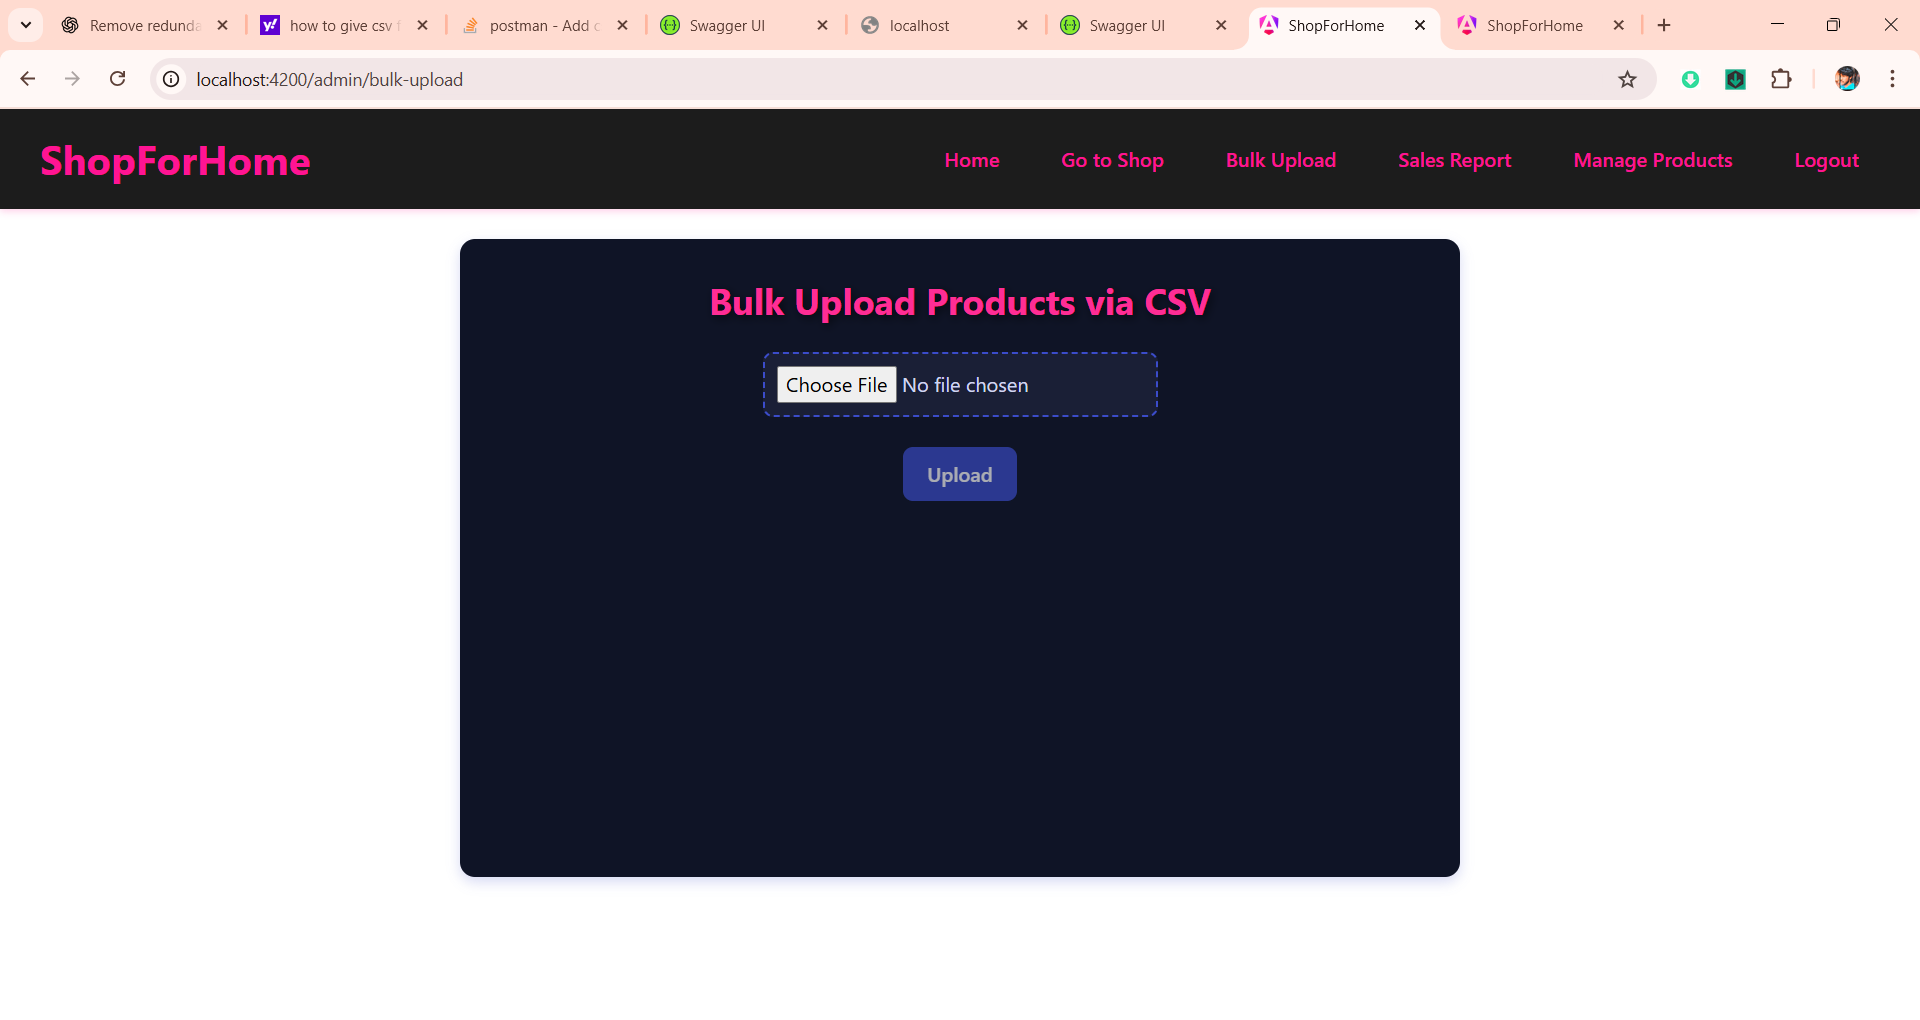 Remove redunda
how to give csv f
postman - Add c
Swagger UI
localhost
Swagger UI
ShopForHome
ShopForHome
localhost:4200/admin/bulk-upload
ShopForHome
Home
Go to Shop
Bulk Upload
Sales Report
Manage Products
Logout
Bulk Upload Products via CSV
Choose File No file chosen
Upload